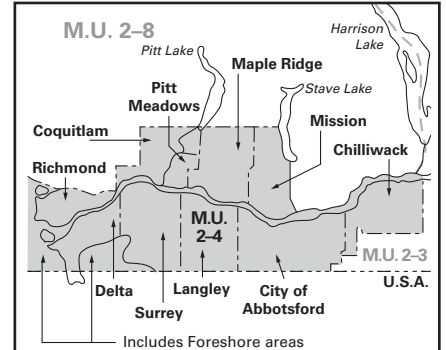 M.U. 2–8
Pitt Lake
Harrison
Lake
Maple Ridge
Stave Lake
Pitt
Meadows
Coquitlam
Mission
Richmond
Chilliwack
M.U.
2–4
M.U. 2–3
U.S.A.
Delta
Surrey
Langley
City of
Abbotsford
Includes Foreshore areas